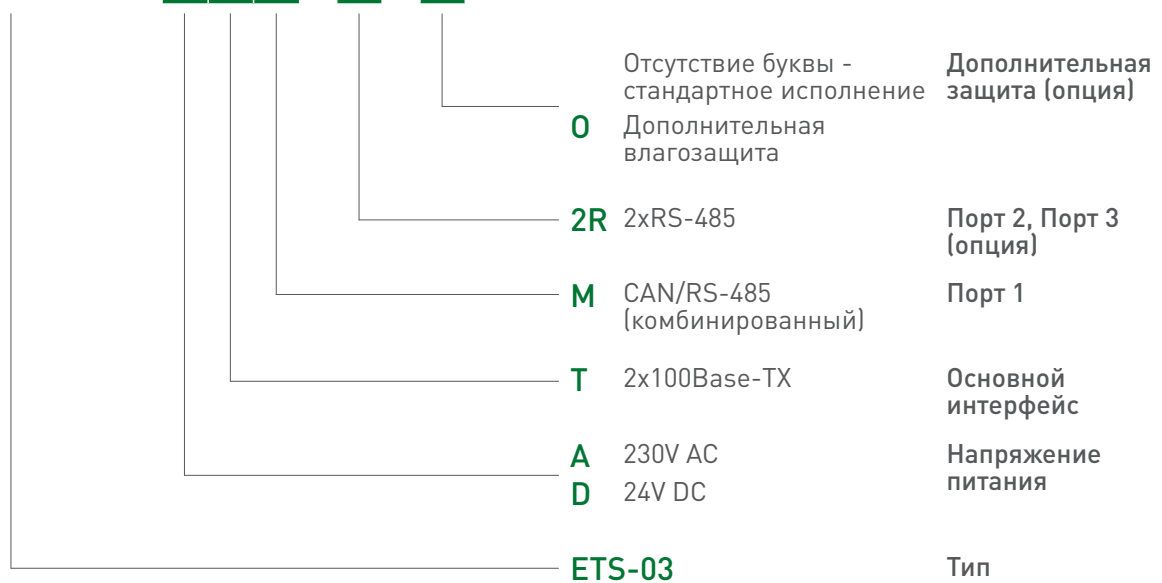 Отсутствие буквы -
стандартное исполнение
Дополнительная
защита (опция)
O Дополнительная
влагозащита
2R 2xRS-485
Порт 2, Порт 3
(опция)
M CAN/RS-485
(комбинированный)
Порт 1
T 2x100Base-TX
Основной
интерфейс
A 230V AC
D 24V DC
Напряжение
питания
ETS-03
Тип